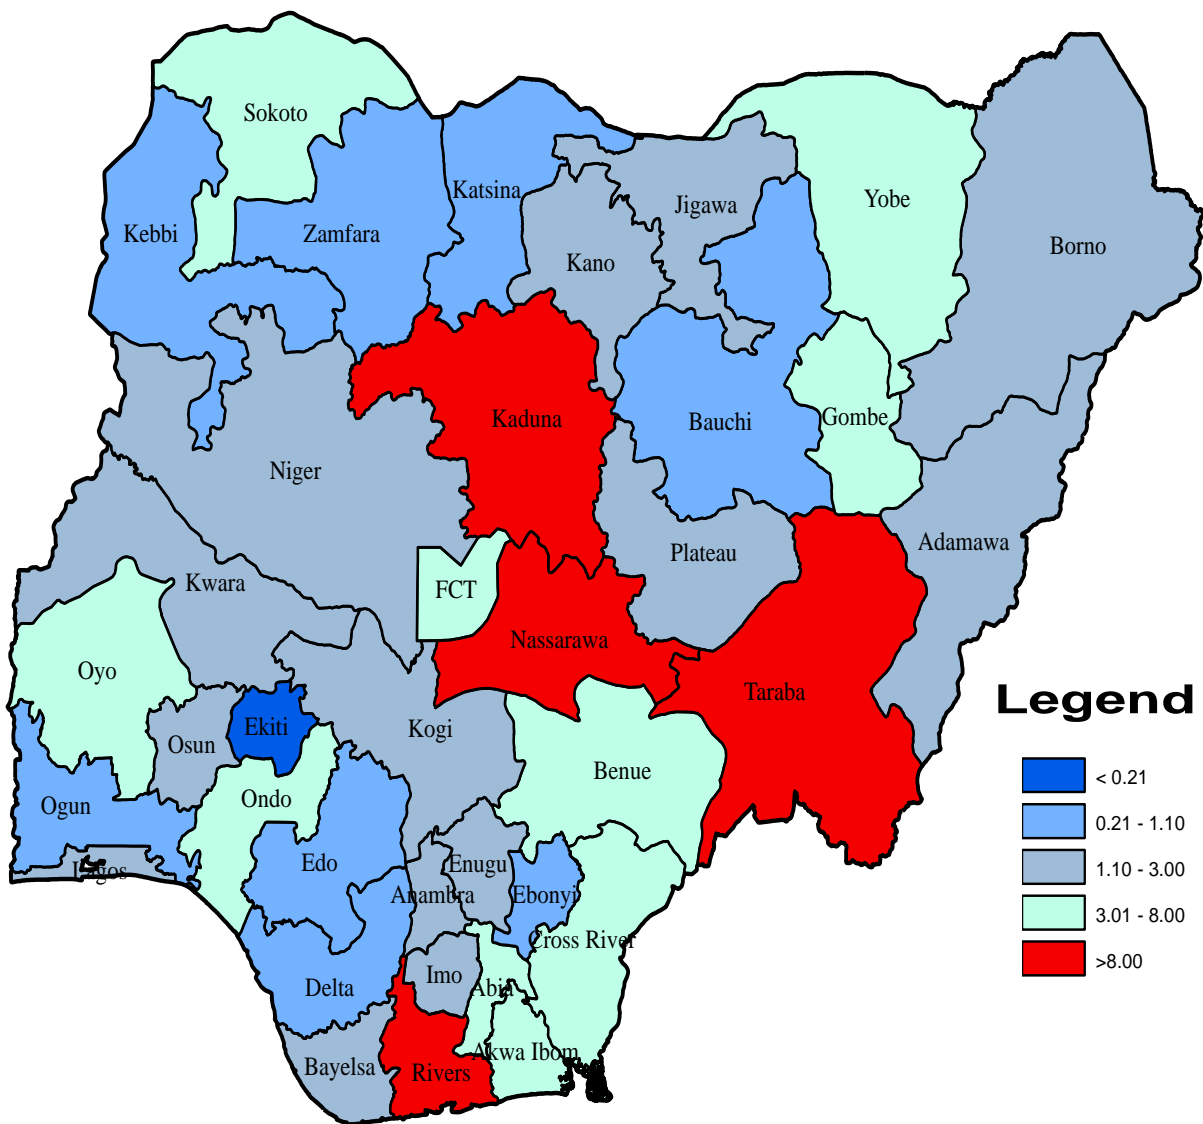 Sokoto
Katsina
Yobe
Jigawa
Kebbi
Zamfara
Borno
Kano
Kaduna
Bauchi
Gombe
Niger
Adamawa
Plateau
Kwara
FCT
Nassarawa
Oyo
Taraba
Legend
Ekiti
Kogi
Osun
Benue
< 0.21
Ogun
Ondo
0.21 - 1.10
Edo
Enugu
1.10 - 3.00
Lagos
Anambra
Ebonyi
3.01 - 8.00
Cross River
>8.00
Imo
Delta
Abia
Akwa Ibom
Bayelsa
Rivers